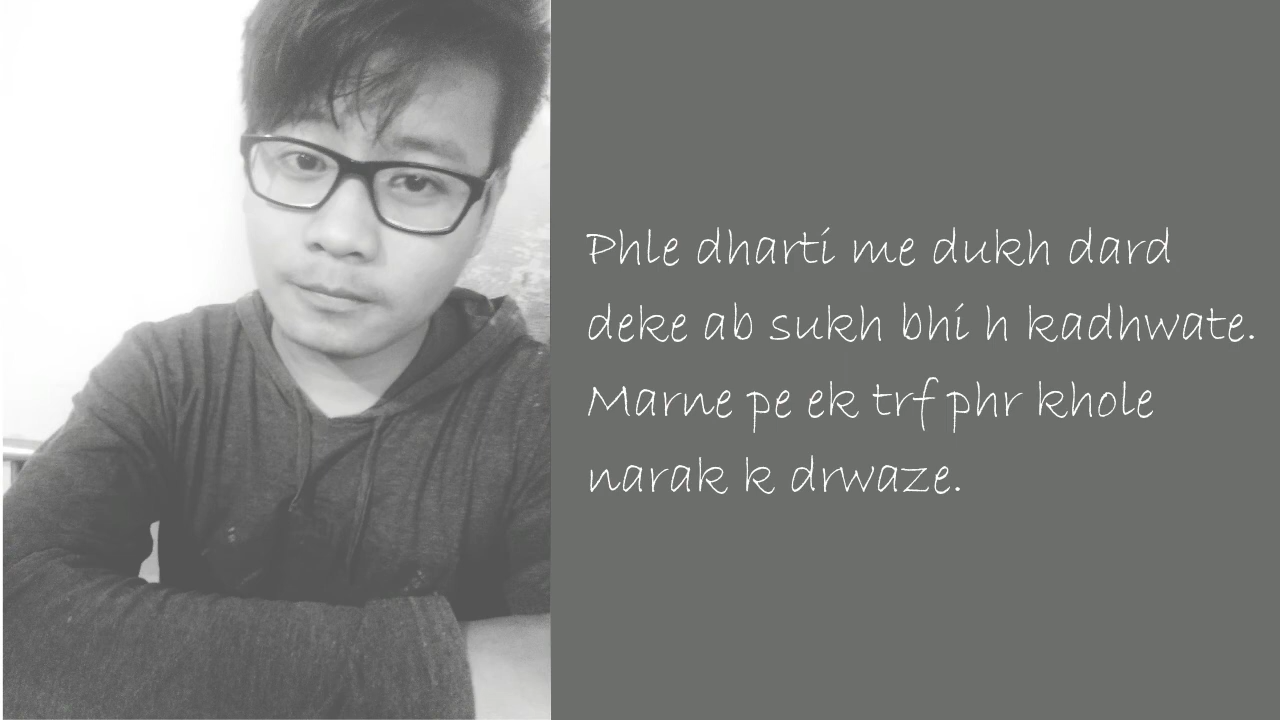 Phle dharti me dukh dard
deke ab sukh bhi h kadhwate.
Marne pe ek trf phr khole
narak k drwaze.